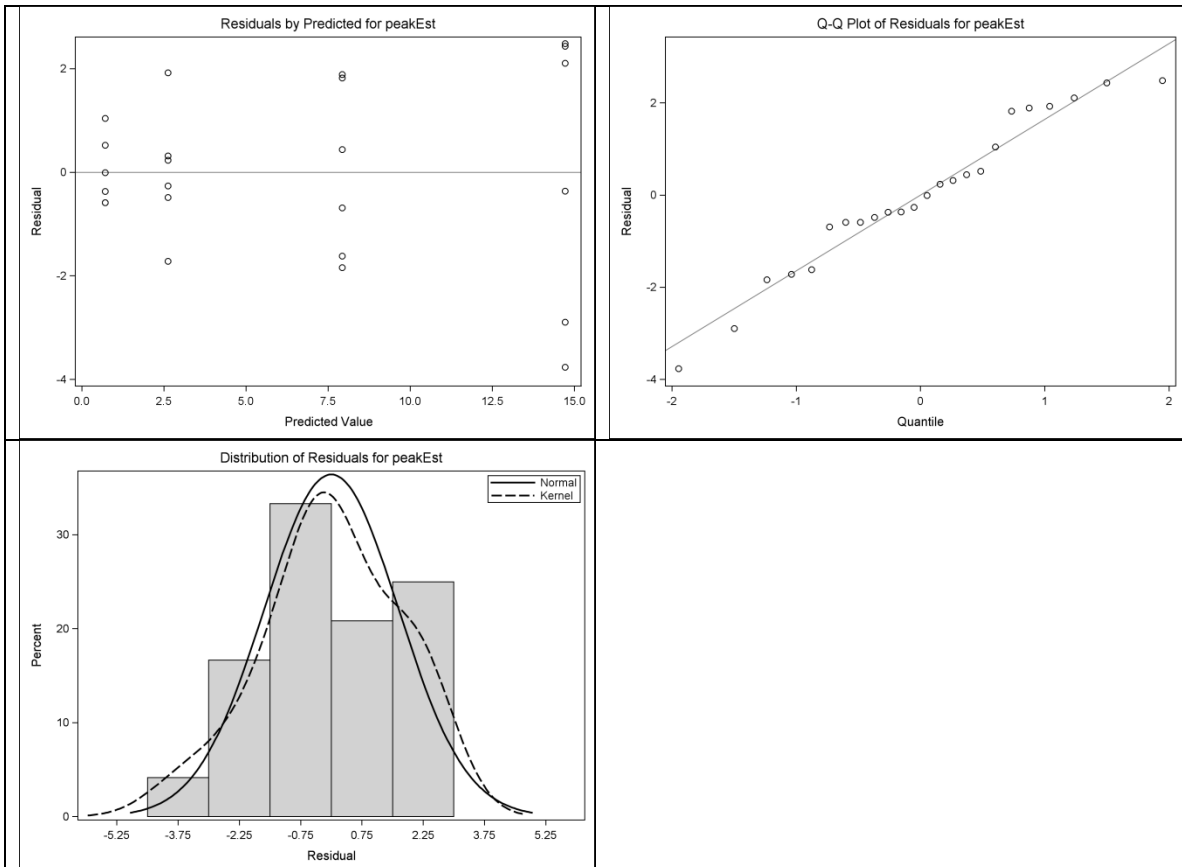 Residuals by Predicted for peakEst
2
0
-2
-4
Residual
0.0 2.5 5.0 7.5 10.0 12.5 15.0
Predicted Value
Q-Q Plot of Residuals for peakEst
2
0
-2
-4
Residual
-2 -1 0 1 2
Quantile
Distribution of Residuals for peakEst
Normal
Kernel
30
20
10
0
Percent
-5.25 -3.75 -2.25 -0.75 0.75 2.25 3.75 5.25
Residual